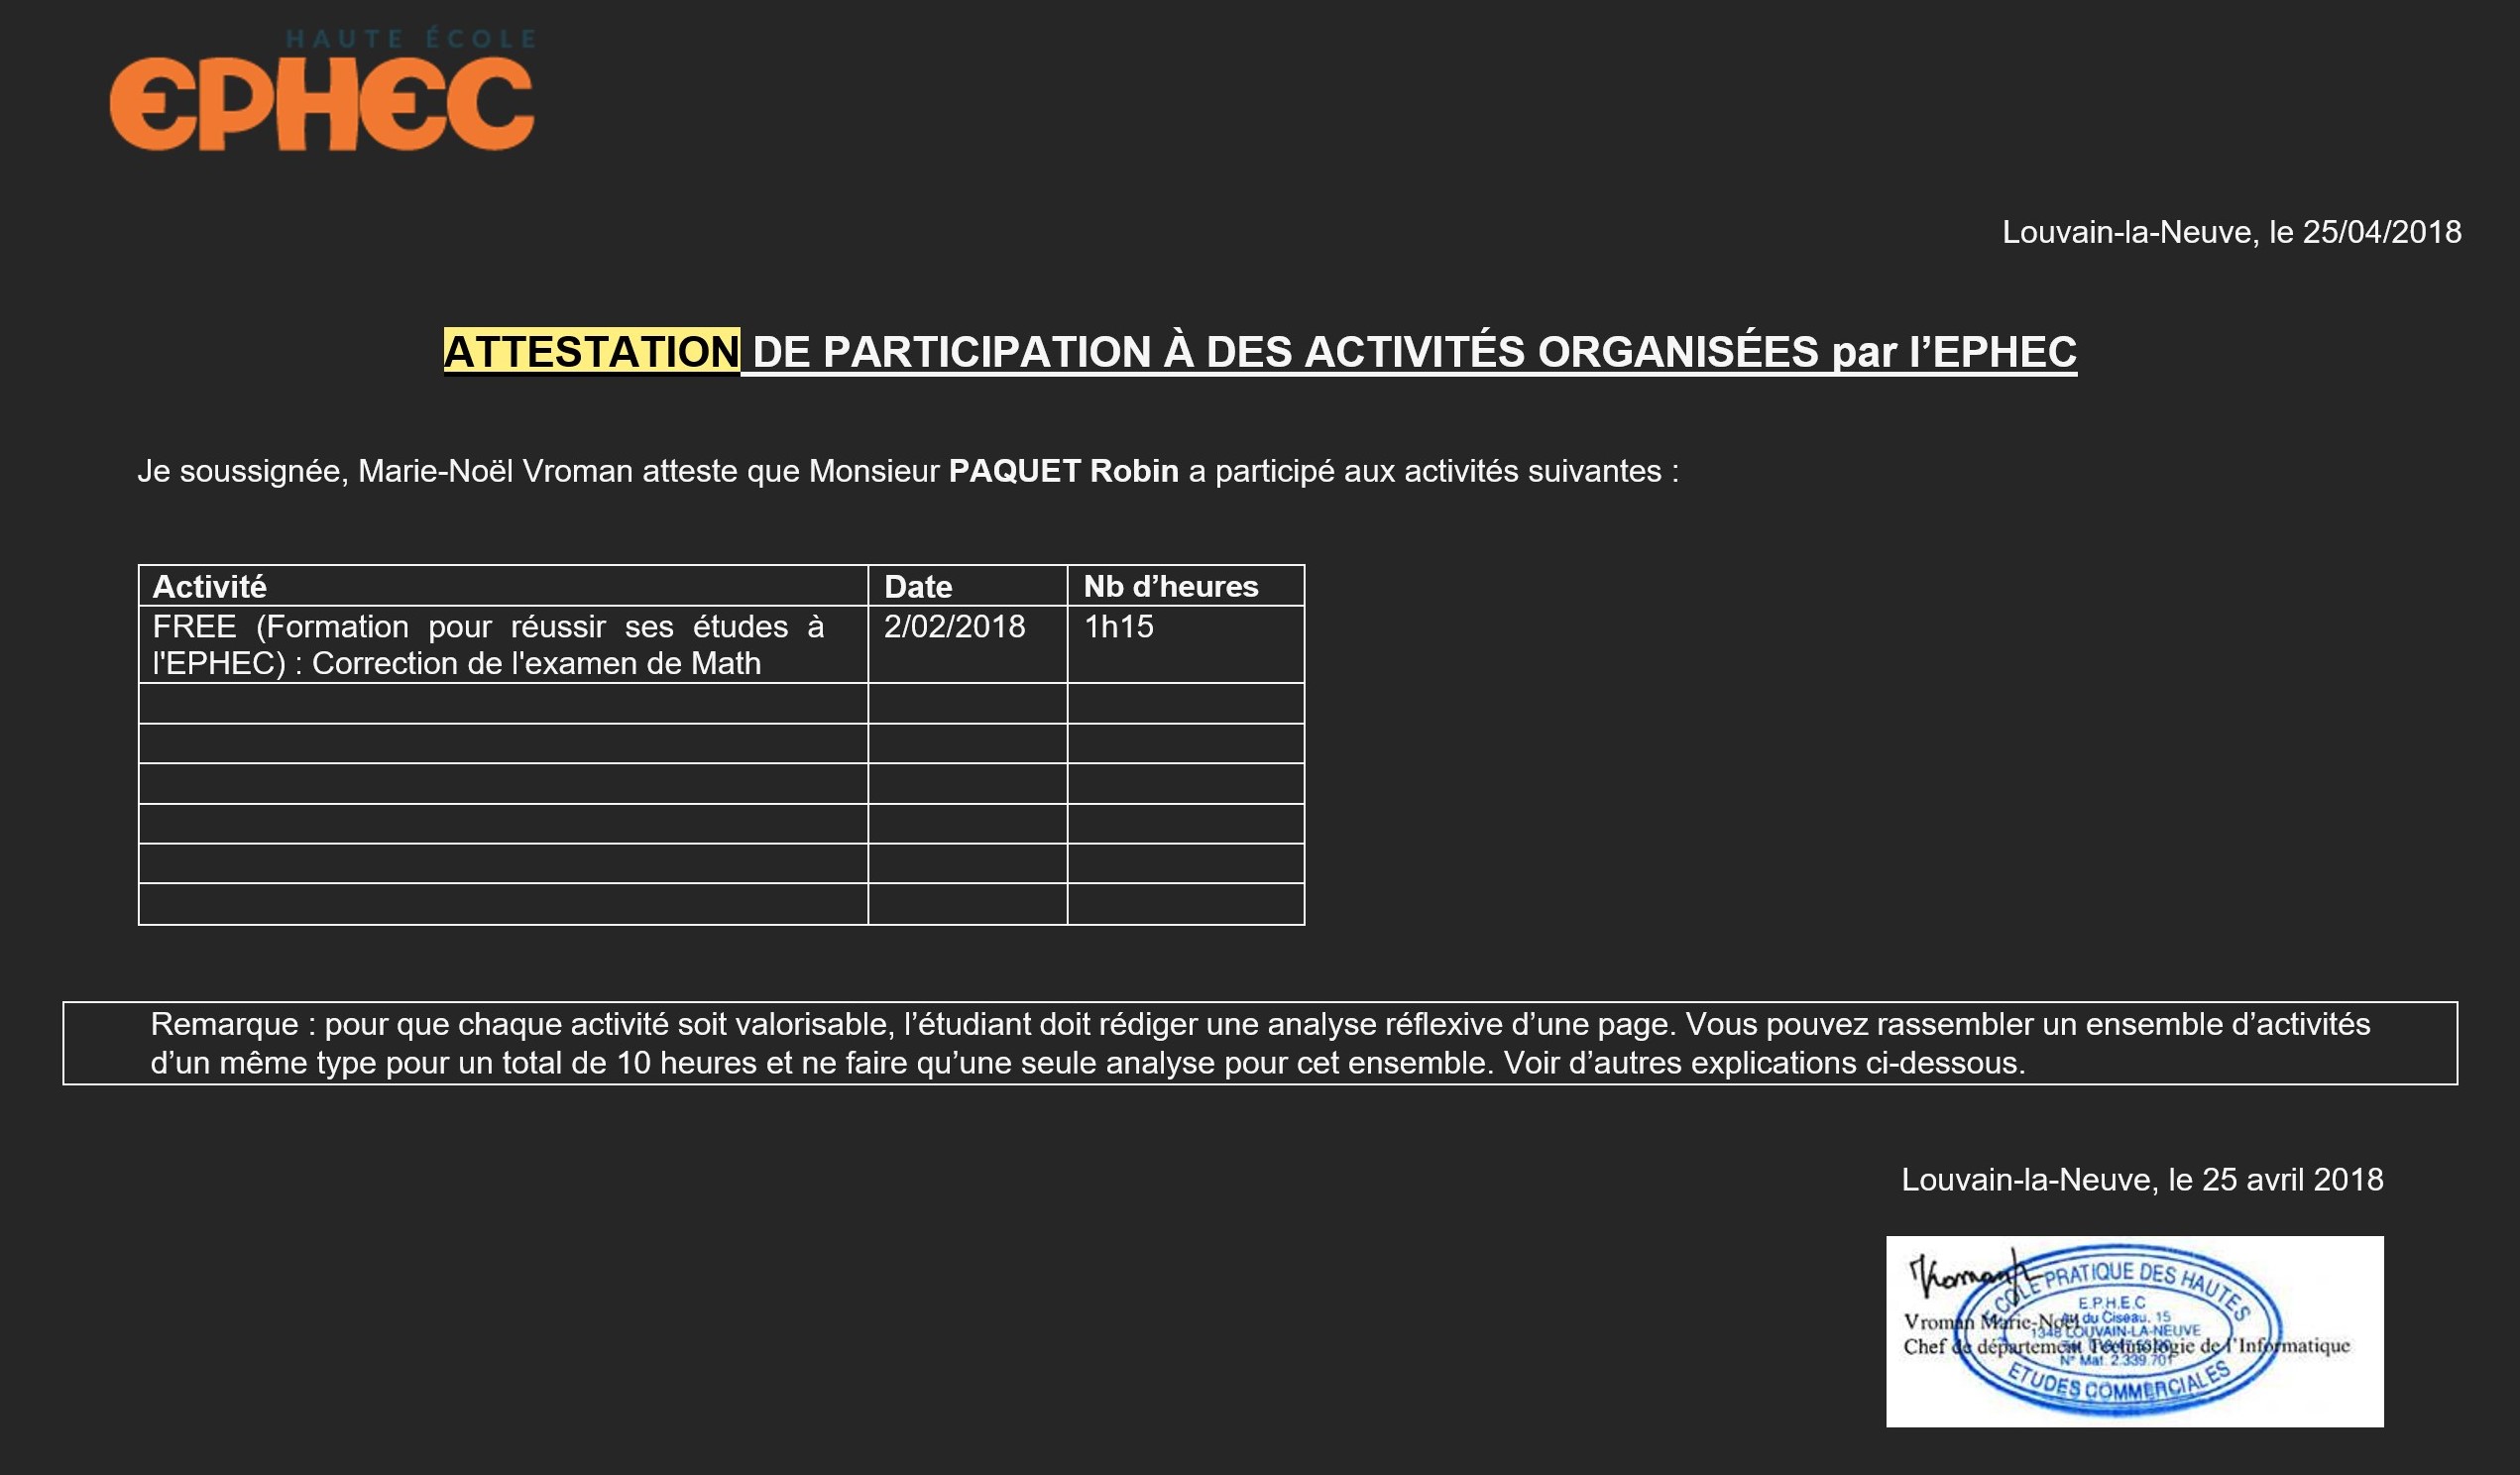 HAUTE ÉCOLE
EPHEC
Louvain-la-Neuve, le 25/04/2018
ATTESTATION DE PARTICIPATION À DES ACTIVITÉS ORGANISÉES par l’EPHEC
Je soussignée, Marie-Noël Vroman atteste que Monsieur PAQUET Robin a participé aux activités suivantes :
Activité Date Nb d’heures
FREE (Formation pour réussir ses études à 2/02/2018 1h15
l'EPHEC) : Correction de l'examen de Math
Remarque : pour que chaque activité soit valorisable, l’étudiant doit rédiger une analyse réflexive d’une page. Vous pouvez rassembler un ensemble d’activités
d’un même type pour un total de 10 heures et ne faire qu’une seule analyse pour cet ensemble. Voir d’autres explications ci-dessous.
Louvain-la-Neuve, le 25 avril 2018
ECOLE PRATIQUE DES HAUTES
E.P.H.E.C
Av du Ciseau, 15
Vroman Marie-Noël
1348 LOUVAIN-LA-NEUVE
Chef de département Technologie de l'Informatique
N° Mat. 2.339.701
ETUDES COMMERCIALES